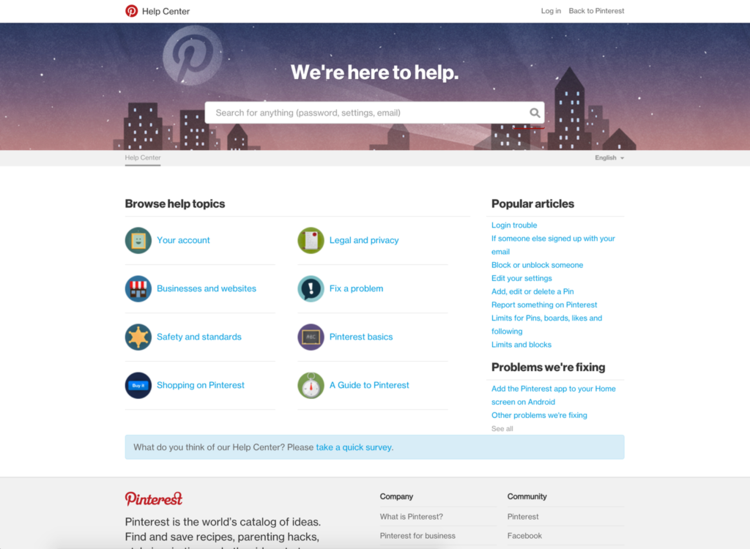 Help Center
Log in
Back to Pinterest
We're here to help.
Search for anything (password, settings, email)
Help Center
English
Browse help topics
Your account
Legal and privacy
Businesses and websites
Fix a problem
Safety and standards
Pinterest basics
Buy it
Shopping on Pinterest
A Guide to Pinterest
Popular articles
Login trouble
If someone else signed up with your
email
Block or unblock someone
Edit your settings
Add, edit or delete a Pin
Report something on Pinterest
Limits for Pins, boards, likes and
following
Limits and blocks
Problems we're fixing
Add the Pinterest app to your Home
screen on Android
Other problems we're fixing
See all
What do you think of our Help Center? Please take a quick survey.
Pinterest
Pinterest is the world's catalog of ideas.
Find and save recipes, parenting hacks,
Company
What is Pinterest?
Pinterest for business
Community
Pinterest
Facebook